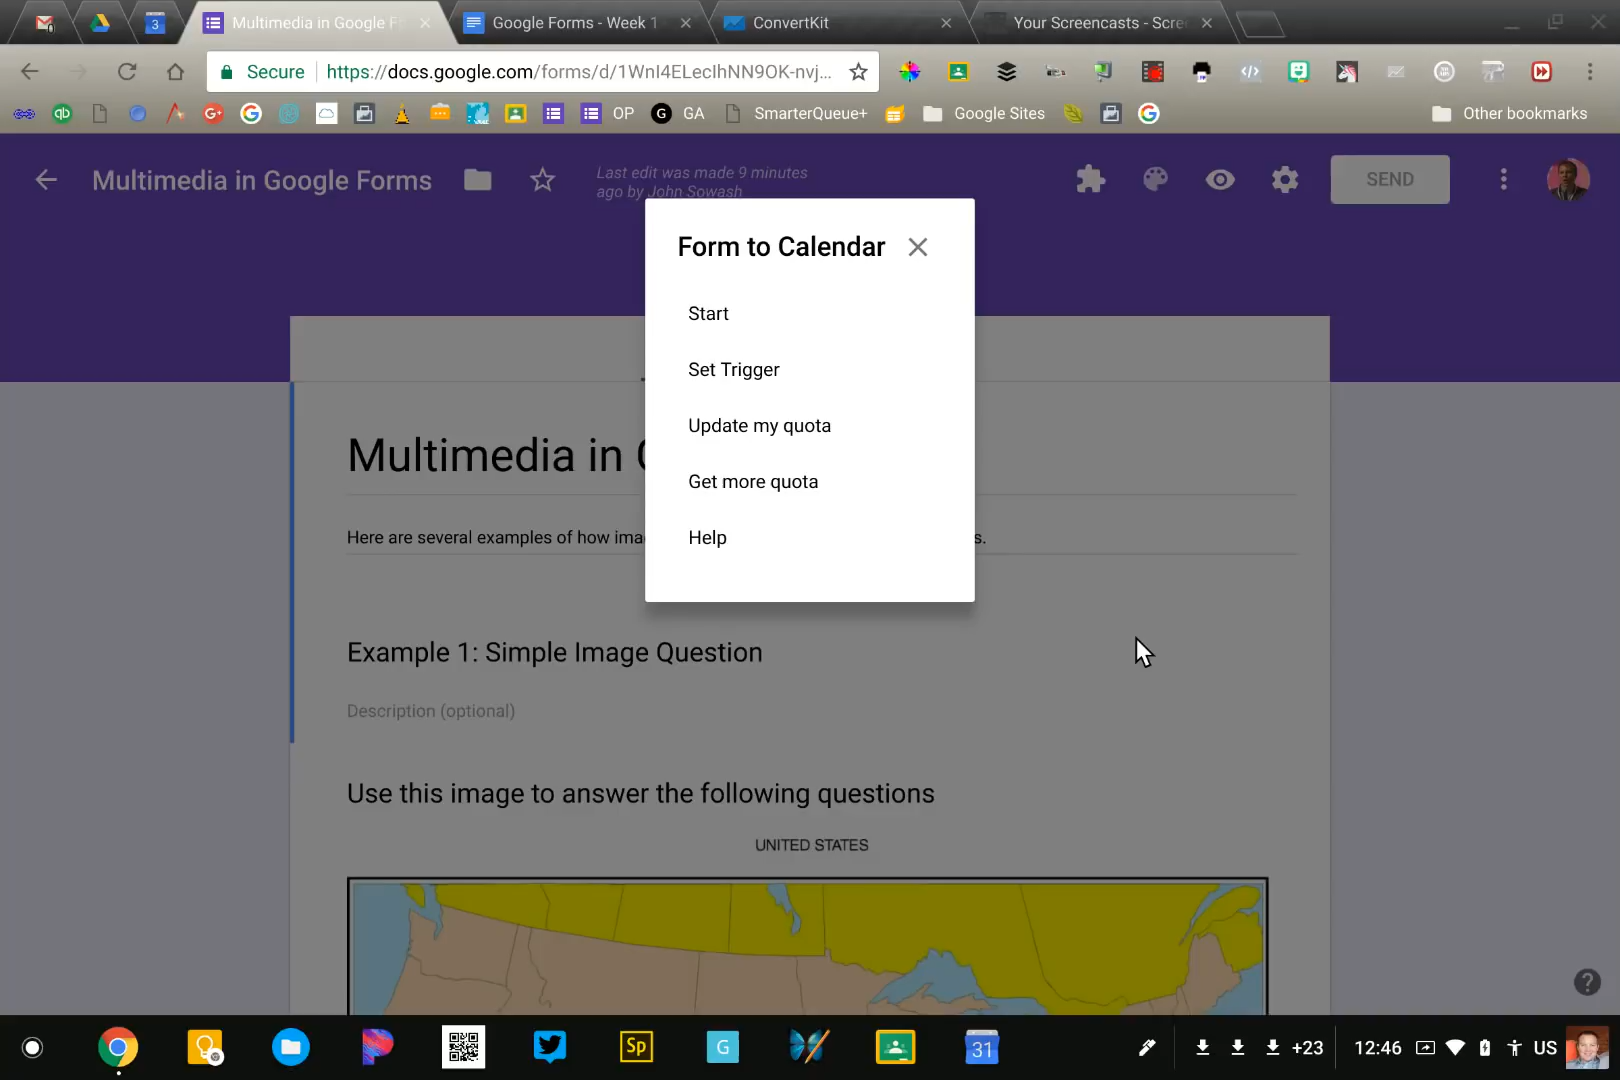 Multimedia in Google F
Google Forms - Week 1
ConvertKit
Your Screencasts - Scre
Secure
https://docs.google.com/forms/d/1WnI4ELecIhNN9OK-nvj...
OP
GA
SmarterQueue+
Google Sites
Other bookmarks
Multimedia in Google Forms
Last edit was made 9 minutes
ago by John Sowash
SEND
Form to Calendar
Start
Set Trigger
Update my quota
Get more quota
Help
Multimedia in G
Here are several examples of how ima
s.
Example 1: Simple Image Question
Description (optional)
Use this image to answer the following questions
UNITED STATES
Sp
G
31
+23
12:46
US